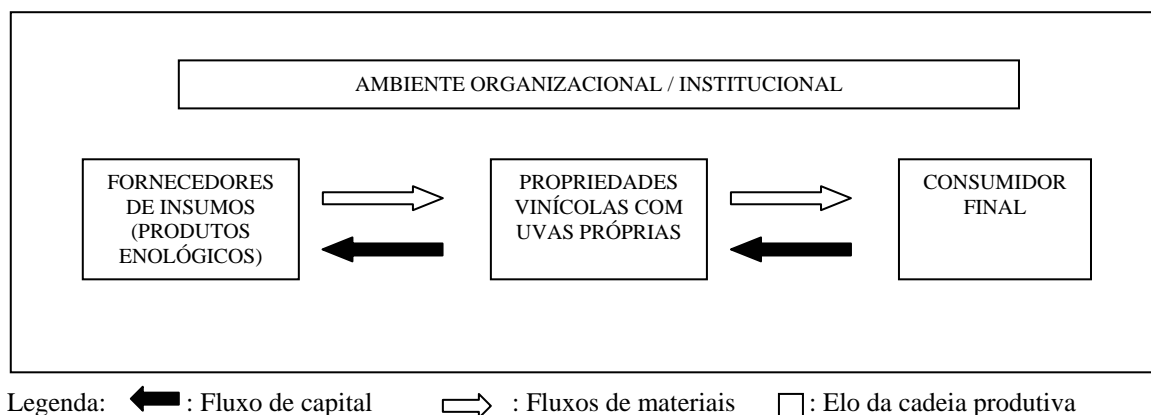 AMBIENTE ORGANIZACIONAL / INSTITUCIONAL
FORNECEDORES
DE INSUMOS
(PRODUTOS
ENOLÓGICOS)
PROPRIEDADES
VINÍCOLAS COM
UVAS PRÓPRIAS
CONSUMIDOR
FINAL
Legenda: : Fluxo de capital : Fluxos de materiais : Elo da cadeia produtiva